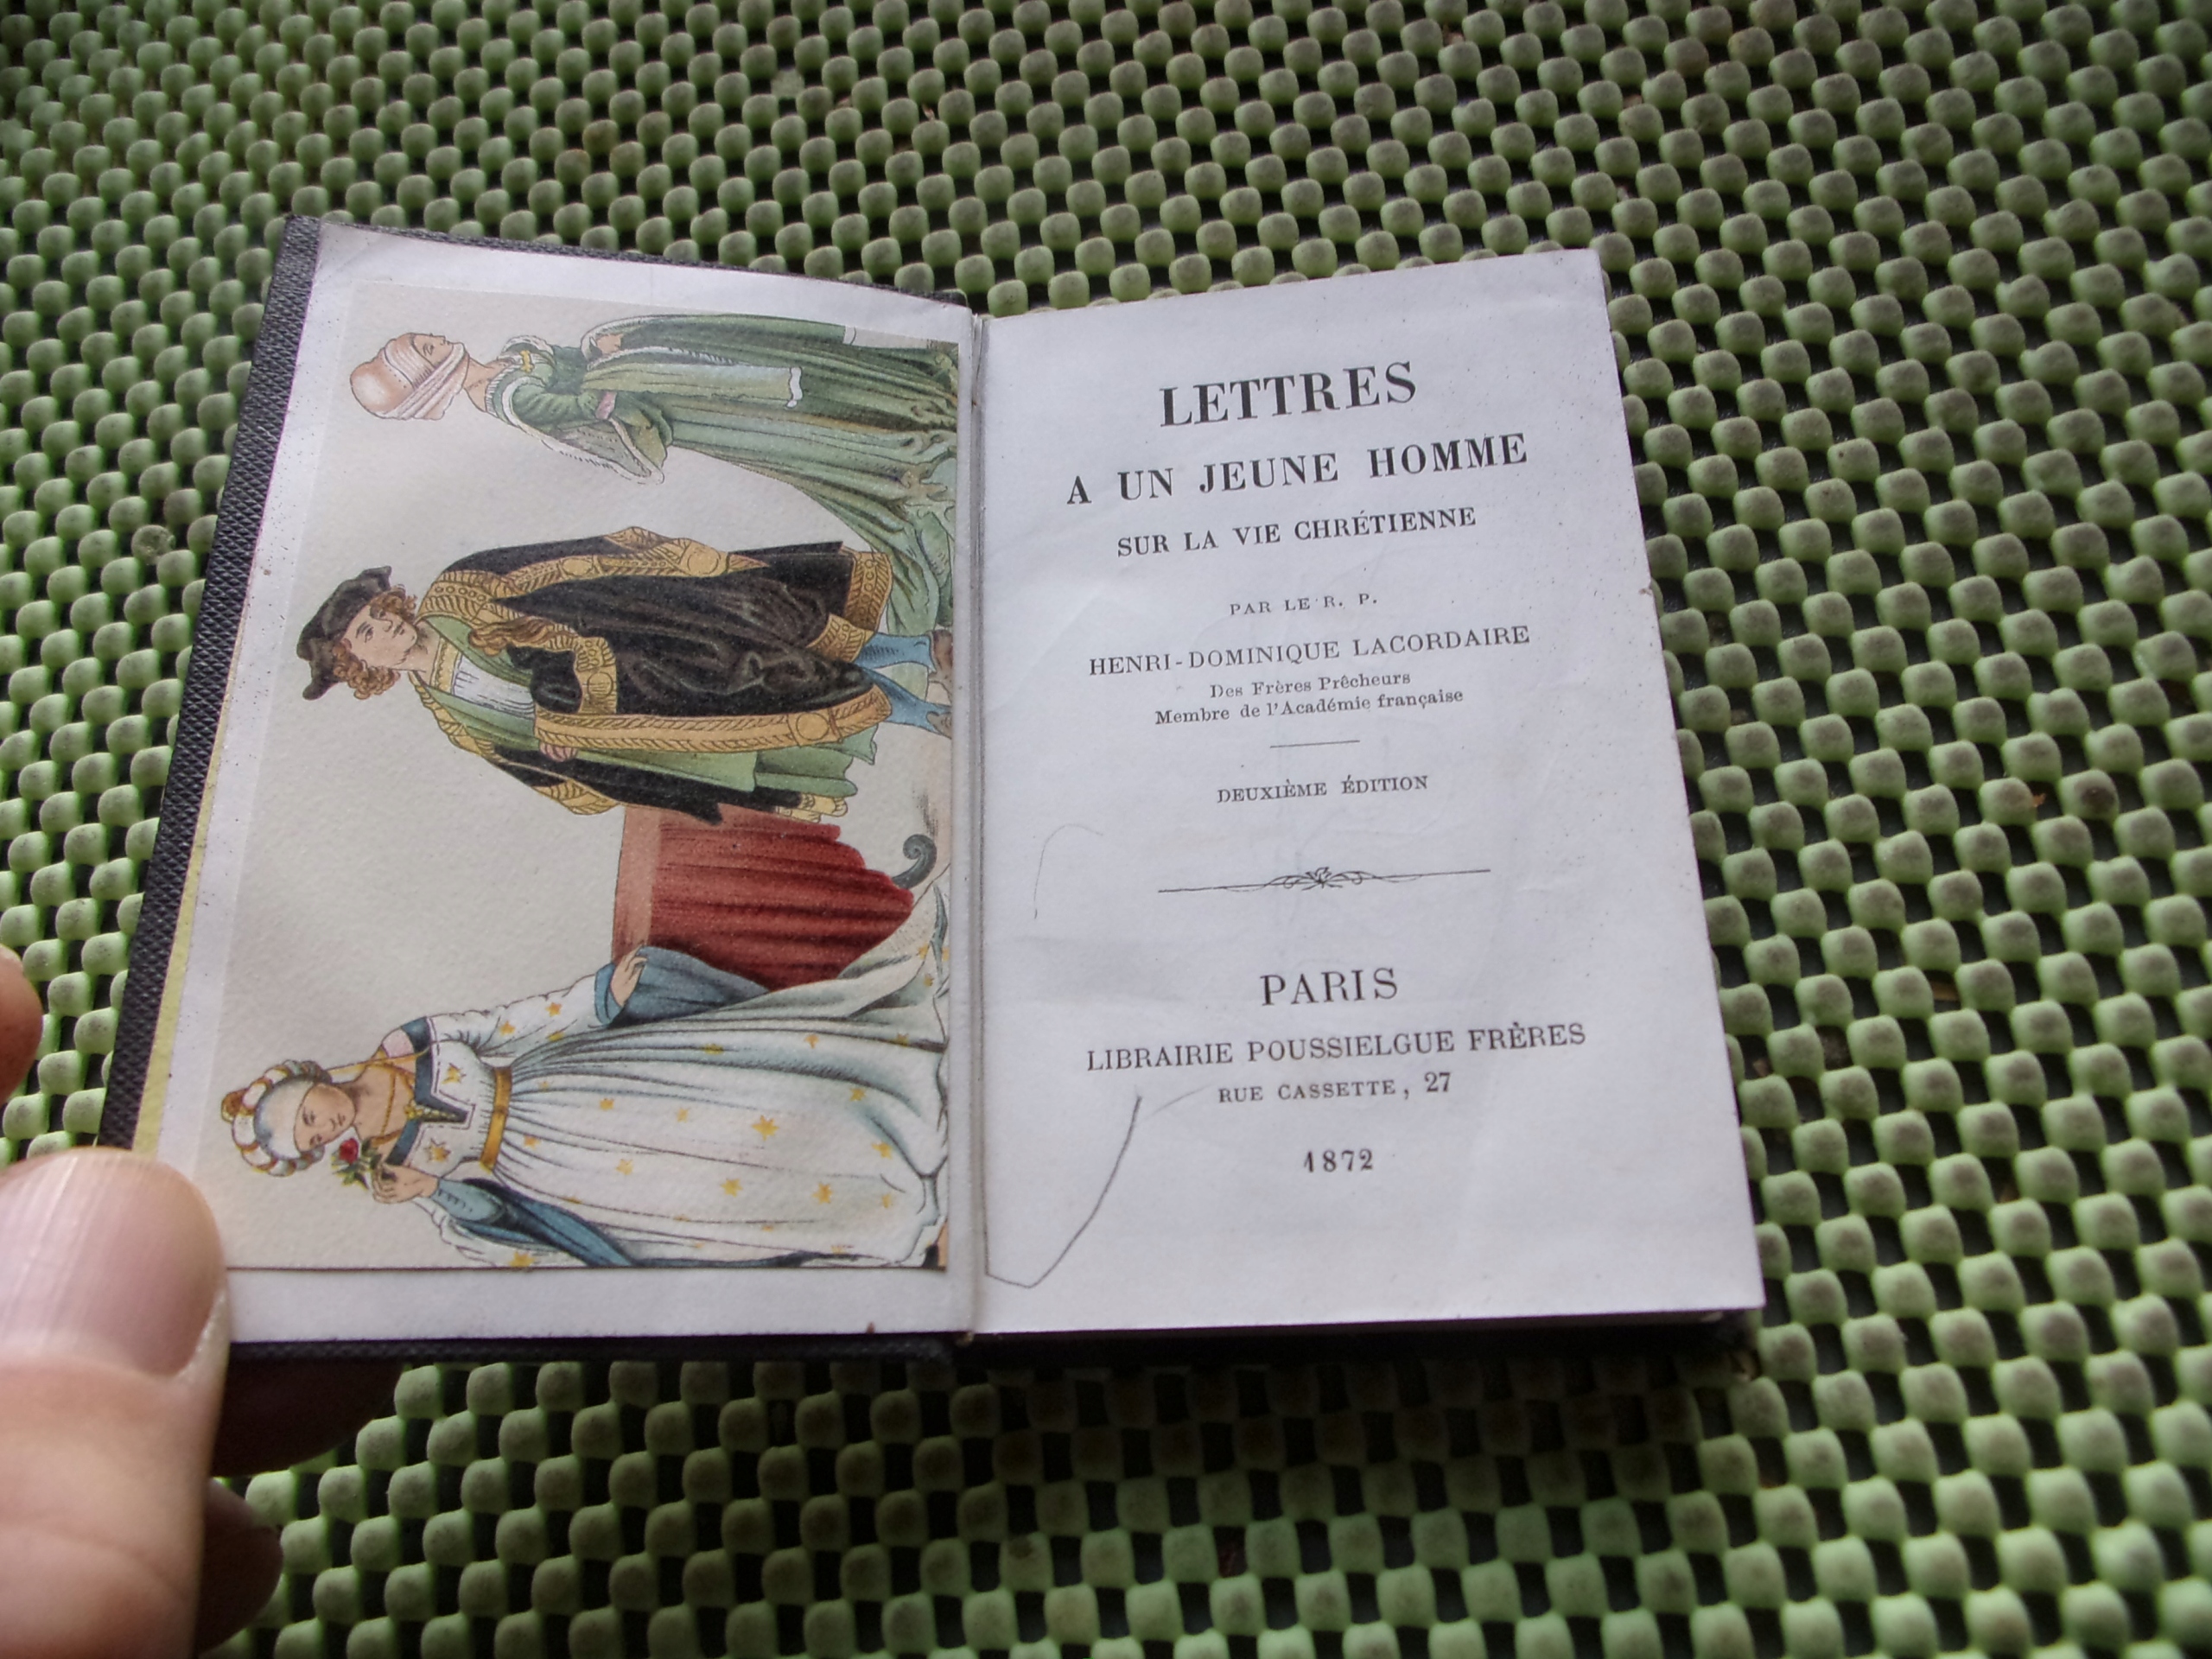 LETTRES
A UN JEUNE HOMME
SUR LA VIE CHRÉTIENNE
PAR LE R. P.
HENRI-DOMINIQUE LACORDAIRE
Des Frères Prêcheurs
Membre de l'Académie française
DEUXIÈME ÉDITION
PARIS
LIBRAIRIE POUSSIELGUE FRÈRES
RUE CASSETTE, 27
1872